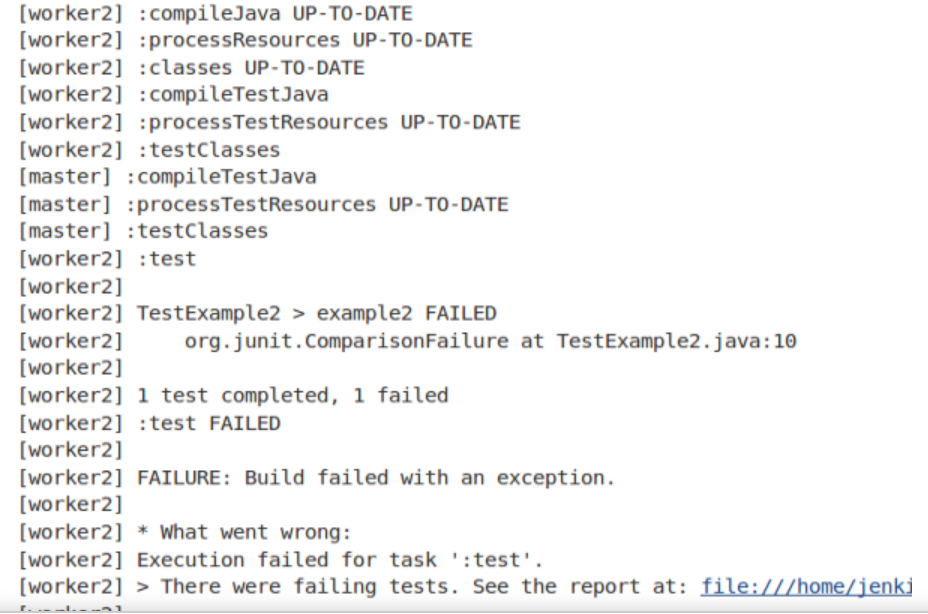 [worker2] :compileJava UP-TO-DATE
[worker2] :processResources UP-TO-DATE
[worker2] :classes UP-TO-DATE
[worker2] :compileTestJava
[worker2] :processTestResources UP-TO-DATE
[worker2] :testClasses
[master] :compileTestJava
[master] :processTestResources UP-TO-DATE
[master] :testClasses
[worker2] :test
[worker2]
[worker2] TestExample2 > example2 FAILED
[worker2]     org.junit.ComparisonFailure at TestExample2.java:10
[worker2]
[worker2] 1 test completed, 1 failed
[worker2] :test FAILED
[worker2]
[worker2] FAILURE: Build failed with an exception.
[worker2]
[worker2] * What went wrong:
[worker2] Execution failed for task ':test'.
[worker2] > There were failing tests. See the report at: file:///home/jenki